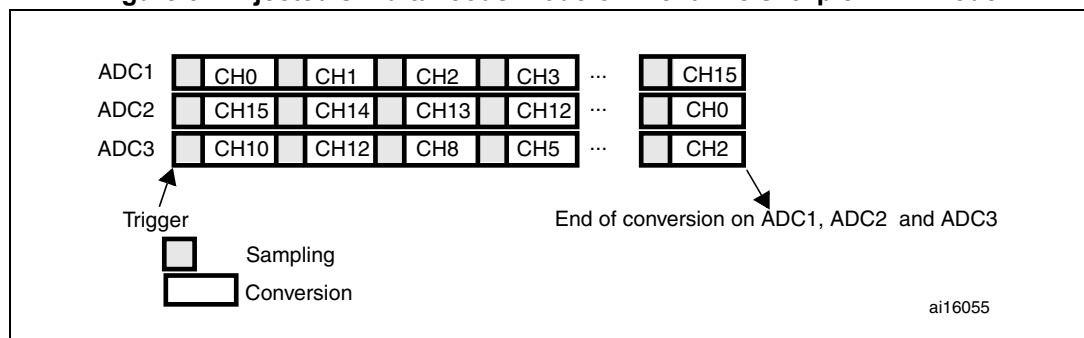 ADC1 CH0 CH1 CH2 CH3 ... CH15
ADC2 CH15 CH14 CH13 CH12 ... CH0
ADC3 CH10 CH12 CH8 CH5 ... CH2
Trigger
End of conversion on ADC1, ADC2 and ADC3
Sampling
Conversion
ai16055